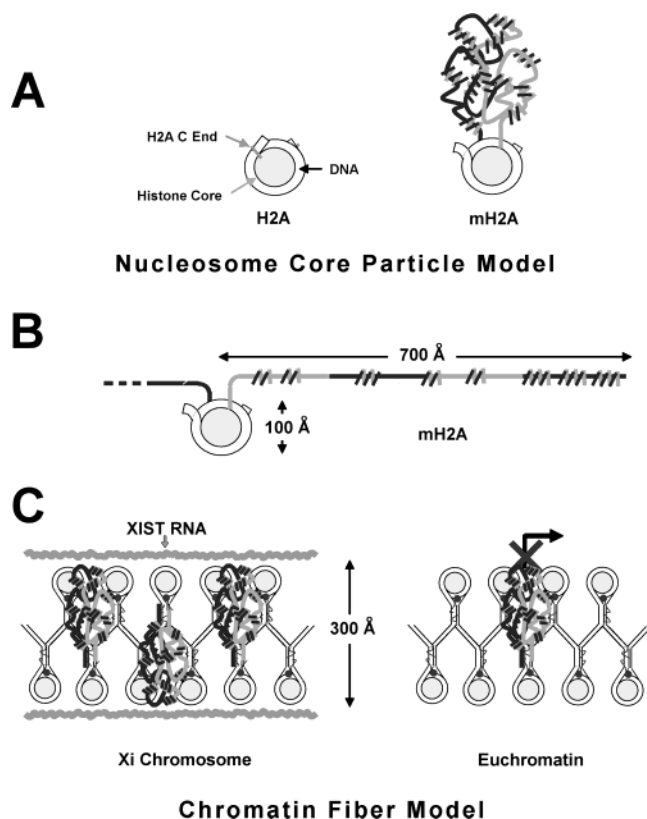 A
H2A C End
DNA
Histone Core
H2A
mH2A
Nucleosome Core Particle Model
B
700 Å
100 Å
mH2A
C
XIST RNA
300 Å
Xi Chromosome
Euchromatin
Chromatin Fiber Model